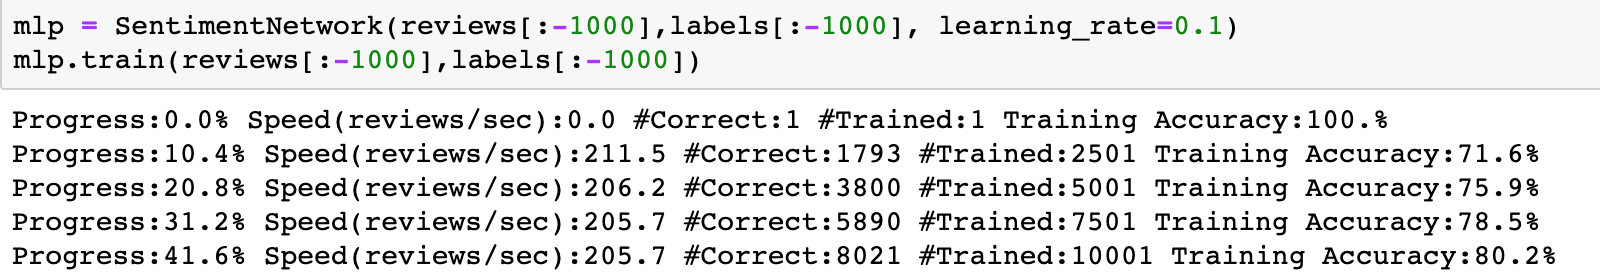 mlp = SentimentNetwork(reviews[:-1000],labels[:-1000], learning_rate=0.1)
mlp.train(reviews[:-1000],labels[:-1000])
Progress:0.0% Speed(reviews/sec):0.0 #Correct:1 #Trained:1 Training Accuracy:100.%
Progress:10.4% Speed(reviews/sec):211.5 #Correct:1793 #Trained:2501 Training Accuracy:71.6%
Progress:20.8% Speed(reviews/sec):206.2 #Correct:3800 #Trained:5001 Training Accuracy:75.9%
Progress:31.2% Speed(reviews/sec):205.7 #Correct:5890 #Trained:7501 Training Accuracy:78.5%
Progress:41.6% Speed(reviews/sec):205.7 #Correct:8021 #Trained:10001 Training Accuracy:80.2%